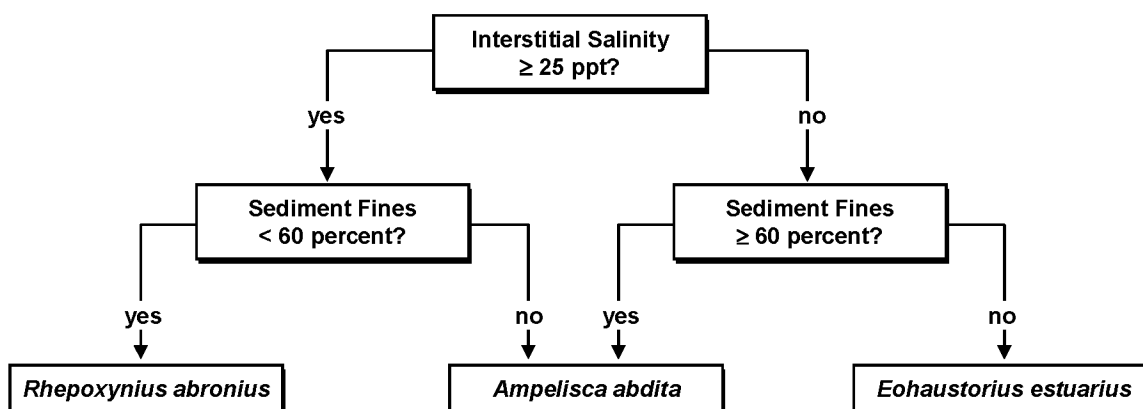 Interstitial Salinity
≥ 25 ppt?
yes
no
Sediment Fines
< 60 percent?
Sediment Fines
≥ 60 percent?
yes
no
yes
no
Rhepoxynius abronius
Ampelisca abdita
Eohaustorius estuarius